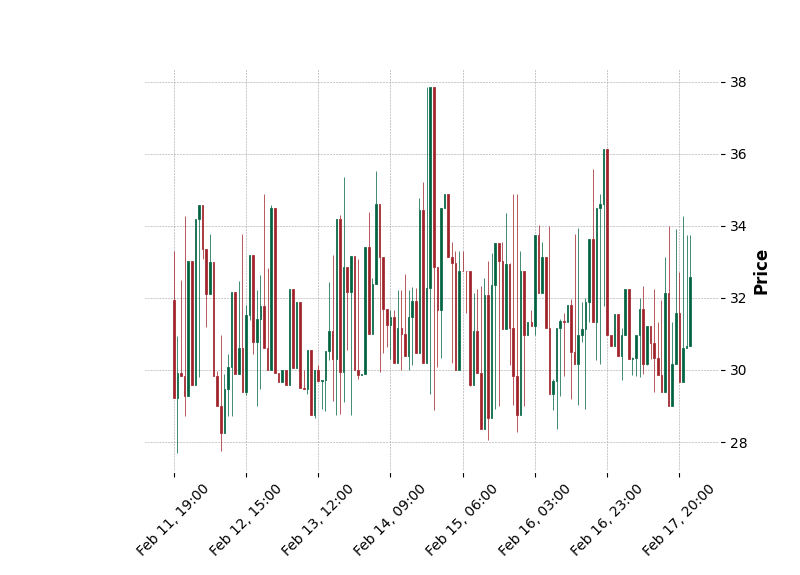 38
36
34
32
30
28
Price
Feb 11, 19:00
Feb 12, 15:00
Feb 13, 12:00
Feb 14, 09:00
Feb 15, 06:00
Feb 16, 03:00
Feb 16, 23:00
Feb 17, 20:00